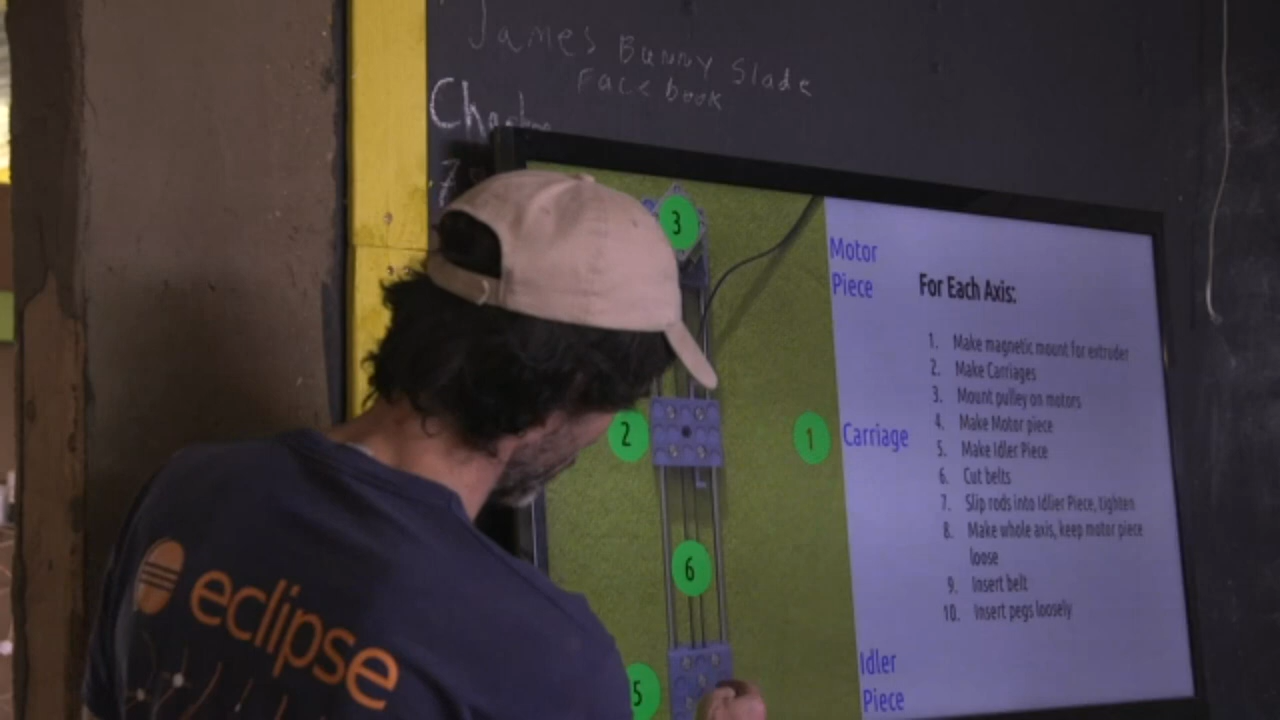 James Bunny Slade
Facebook
7
3
Motor
Piece
For Each Axis:
1. Make magnetic mount for extruder
2. Make Carriages
3. Mount pulley on motors
4. Make Motor piece
5. Make Idler Piece
6. Cut belts
7. Slip rods into Idlier Piece, tighten
8. Make whole axis, keep motor piece
loose
9. Insert belt
10. Insert pegs loosely
2
1
Carriage
6
5
Idler
Piece
eclipse